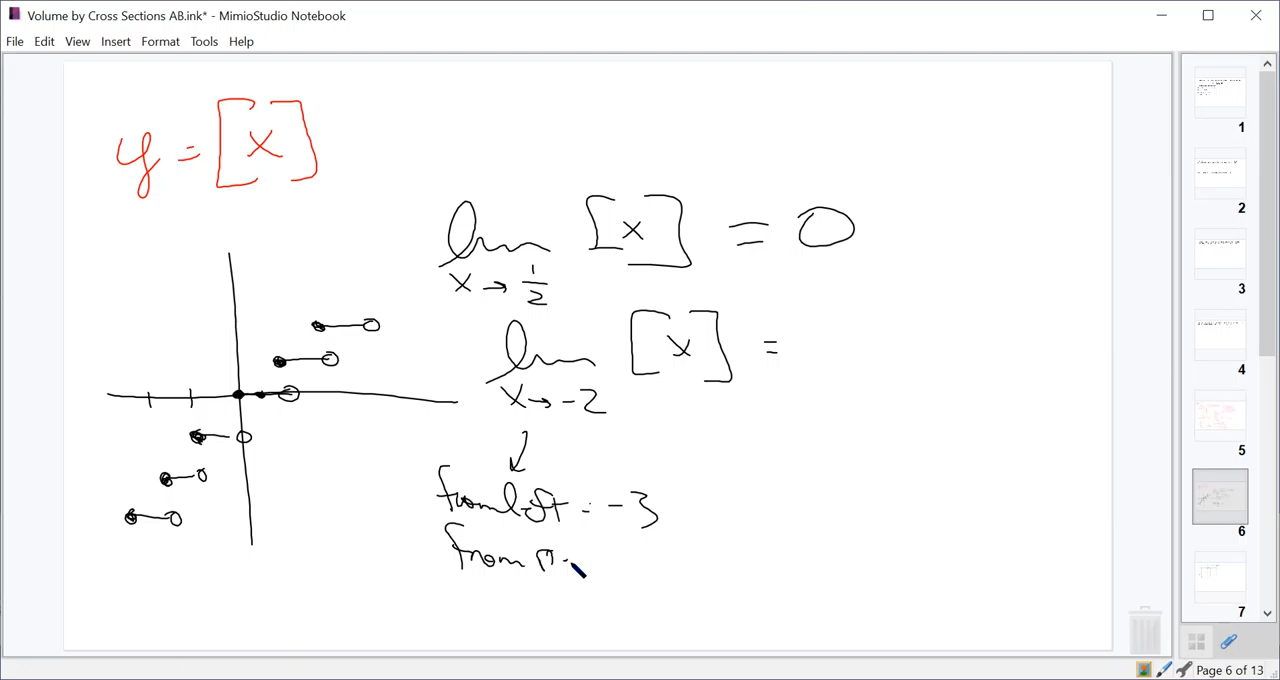 Volume by Cross Sections AB.ink* - MimioStudio Notebook
File Edit View Insert Format Tools Help
y = [x]
lim [x] = 0
x → 1/2
lim [x] =
x → -2
from left = -3
from r
1
2
3
4
5
6
7
Page 6 of 13